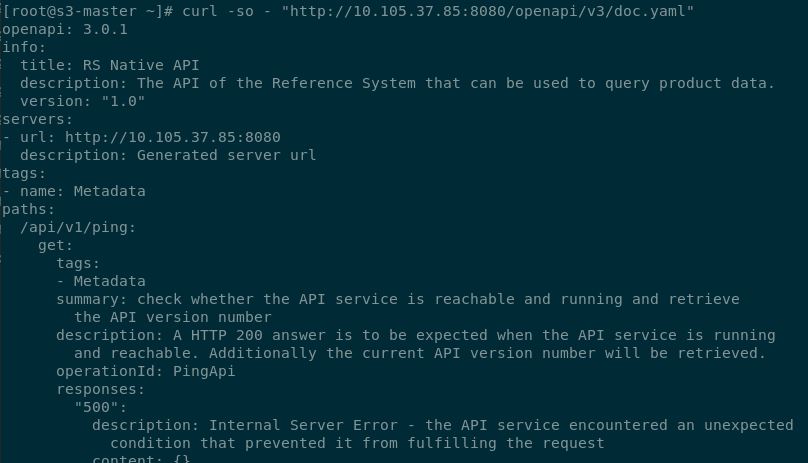 [root@s3-master ~]# curl -so - "http://10.105.37.85:8080/openapi/v3/doc.yaml"
openapi: 3.0.1
info:
  title: RS Native API
  description: The API of the Reference System that can be used to query product data.
  version: "1.0"
servers:
- url: http://10.105.37.85:8080
  description: Generated server url
tags:
- name: Metadata
paths:
  /api/v1/ping:
    get:
      tags:
      - Metadata
      summary: check whether the API service is reachable and running and retrieve
        the API version number
      description: A HTTP 200 answer is to be expected when the API service is running
        and reachable. Additionally the current API version number will be retrieved.
      operationId: PingApi
      responses:
        "500":
          description: Internal Server Error - the API service encountered an unexpected
            condition that prevented it from fulfilling the request
          content: {}